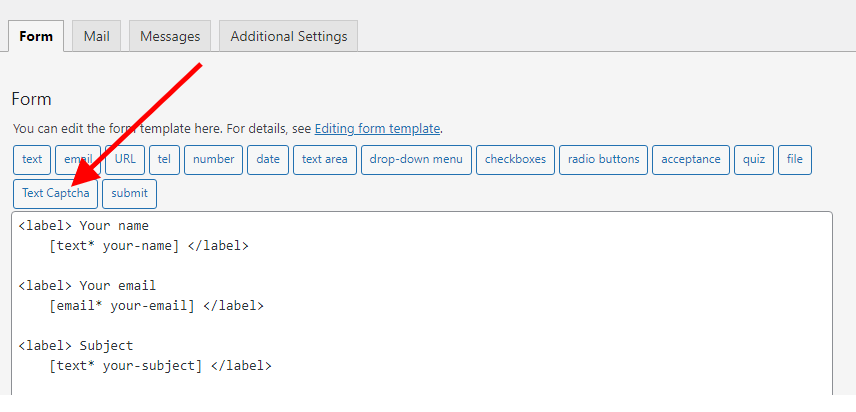 Form Mail Messages Additional Settings
Form
You can edit the form template here. For details, see Editing form template.
text email URL tel number date text area drop-down menu checkboxes radio buttons acceptance quiz file
Text Captcha submit
<label> Your name
[text* your-name] </label>
<label> Your email
[email* your-email] </label>
<label> Subject
[text* your-subject] </label>